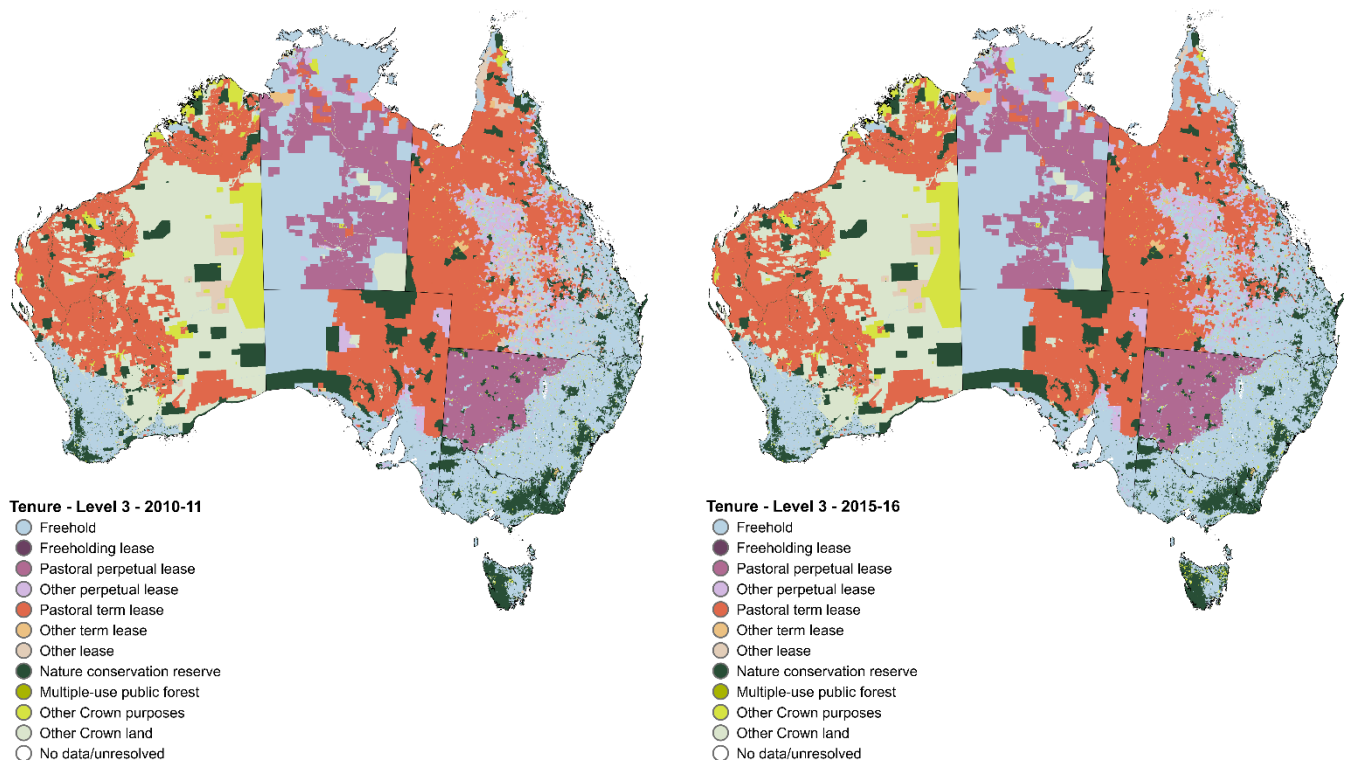 Tenure - Level 3 - 2010-11
Freehold
Freeholding lease
Pastoral perpetual lease
Other perpetual lease
Pastoral term lease
Other term lease
Other lease
Nature conservation reserve
Multiple-use public forest
Other Crown purposes
Other Crown land
No data/unresolved
Tenure - Level 3 - 2015-16
Freehold
Freeholding lease
Pastoral perpetual lease
Other perpetual lease
Pastoral term lease
Other term lease
Other lease
Nature conservation reserve
Multiple-use public forest
Other Crown purposes
Other Crown land
No data/unresolved